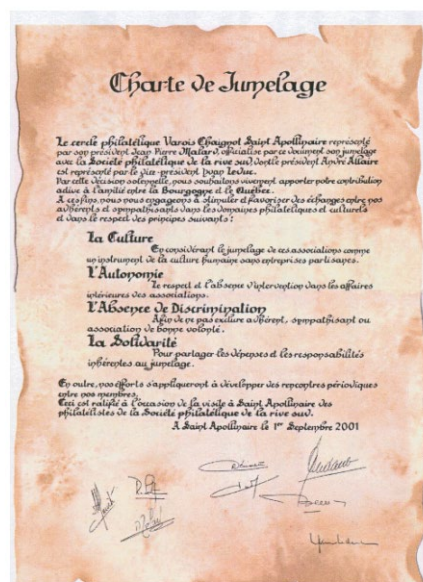 Charte de Jumelage
Le cercle philatélique Varois Chaignot Saint Apollinaire représenté
par son président Jean Pierre Malard, officialise par ce document son jumelage
avec la Société philatélique de la rive sud dont le président André Allaire
est représenté par le vice-président Yvan Leduc.
Par cette décision solennelle, nous souhaitons vivement apporter notre contribution
active à l'amitié entre la Bourgogne et le Québec.
A ces fins, nous nous engageons à stimuler et favoriser des échanges entre nos
adhérents et sympathisants dans les domaines philatéliques et culturels
et dans le respect des principes suivants :
La Culture
En considérant le jumelage de ces associations comme
un instrument de la culture humaine sans entreprises partisanes.
L'Autonomie
Le respect et l'absence d'intervention dans les affaires
intérieures des associations.
L'Absence de Discrimination
Afin de ne pas exclure adhérent, sympathisant ou
association de bonne volonté.
La Solidarité
Pour partager les dépenses et les responsabilités
inhérentes au jumelage.
En outre, nos efforts s'appliqueront à développer des rencontres périodiques
entre nos membres.
Ceci est ratifié à l'occasion de la visite à Saint Apollinaire des
philatélistes de la Société philatélique de la rive sud.
A Saint Apollinaire le 1er Septembre 2001